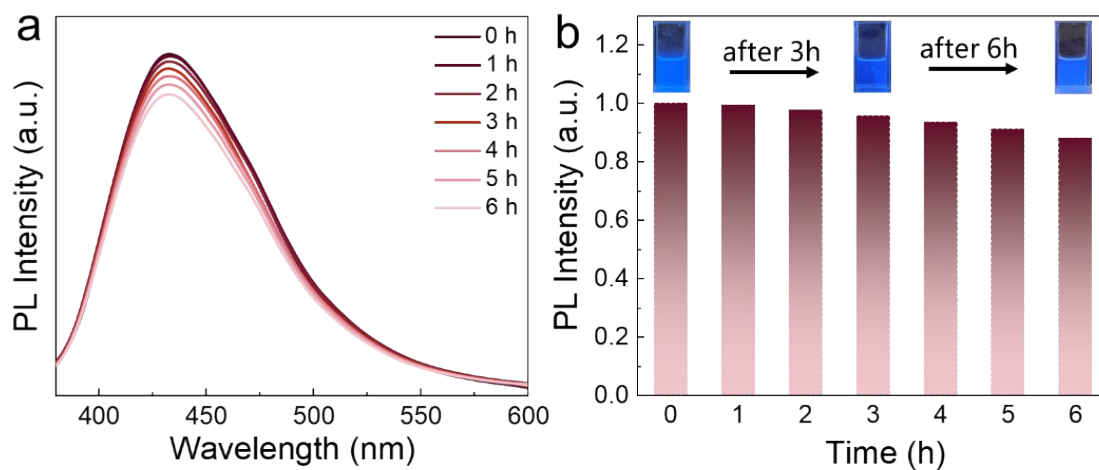 a
PL Intensity (a.u.)
0 h
1 h
2 h
3 h
4 h
5 h
6 h
400 450 500 550 600
Wavelength (nm)
b
after 3h
after 6h
PL Intensity (a.u.)
1.2
1.0
0.8
0.6
0.4
0.2
0.0
0 1 2 3 4 5 6
Time (h)